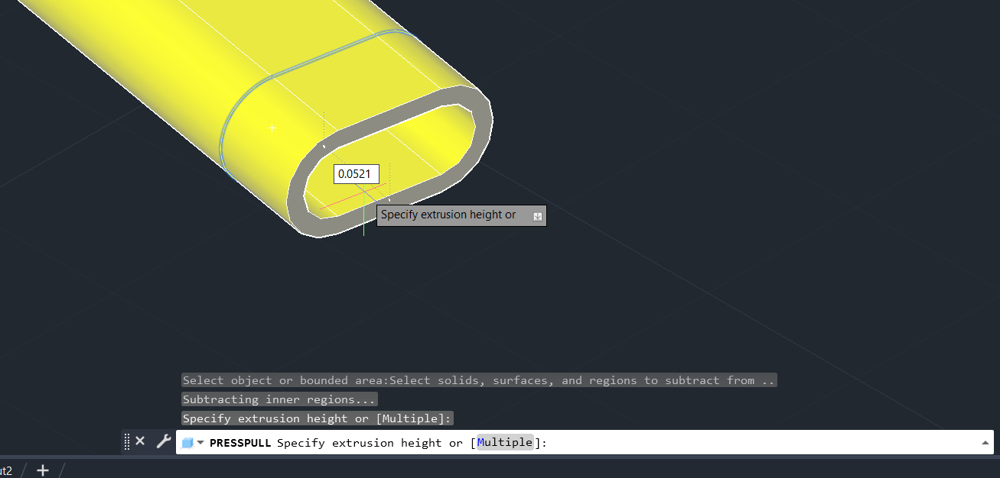 0.0521
Specify extrusion height or
Select object or bounded area:Select solids, surfaces, and regions to subtract from ..
Subtracting inner regions...
Specify extrusion height or [Multiple]:
PRESSPULL Specify extrusion height or [Multiple]:
ut2